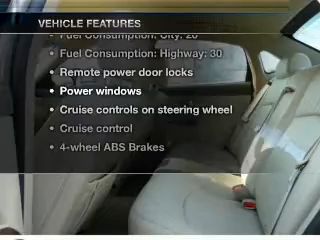 VEHICLE FEATURES
• Fuel Consumption: City: 20
• Fuel Consumption: Highway: 30
• Remote power door locks
• Power windows
• Cruise controls on steering wheel
• Cruise control
• 4-wheel ABS Brakes